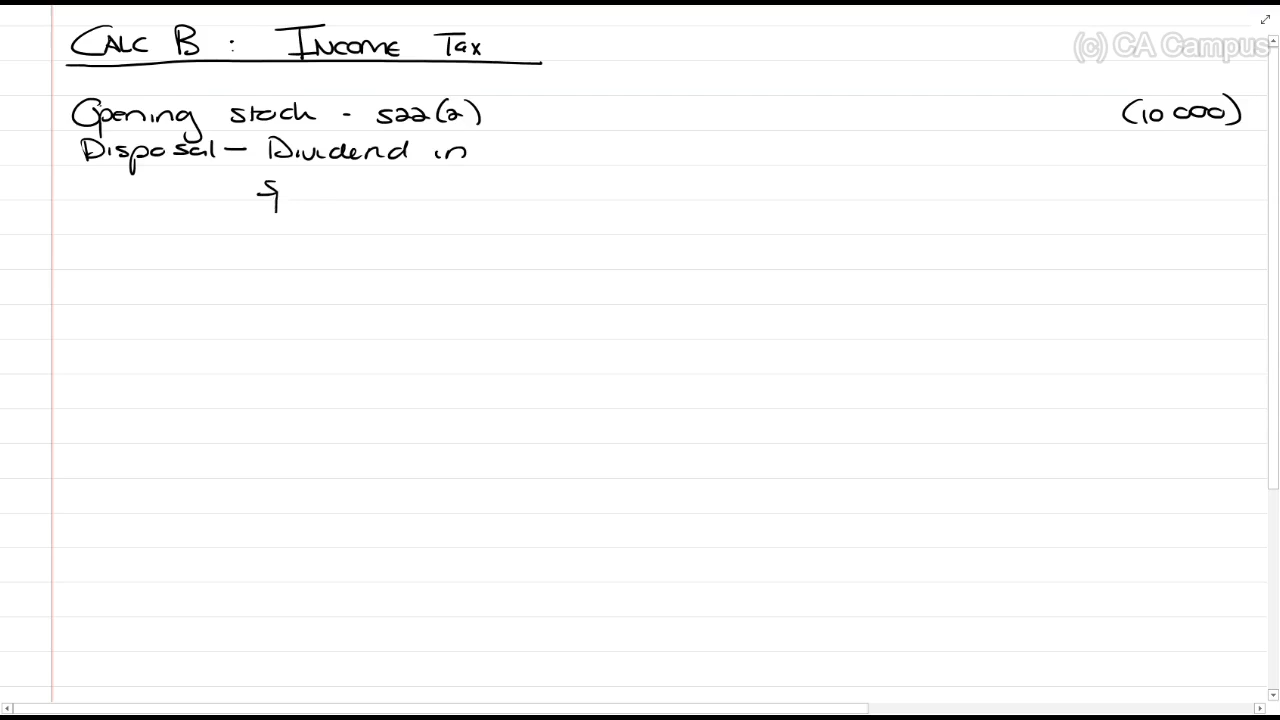 CALC B : INCOME TAX
(c) CA Campus
Opening stock - s22(2) (10 000)
Disposal - Dividend in